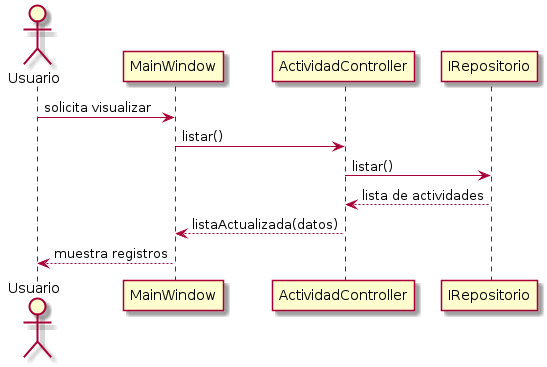 Usuario
MainWindow
ActividadController
IRepositorio
solicita visualizar
listar()
listar()
lista de actividades
listaActualizada(datos)
muestra registros
Usuario
MainWindow
ActividadController
IRepositorio